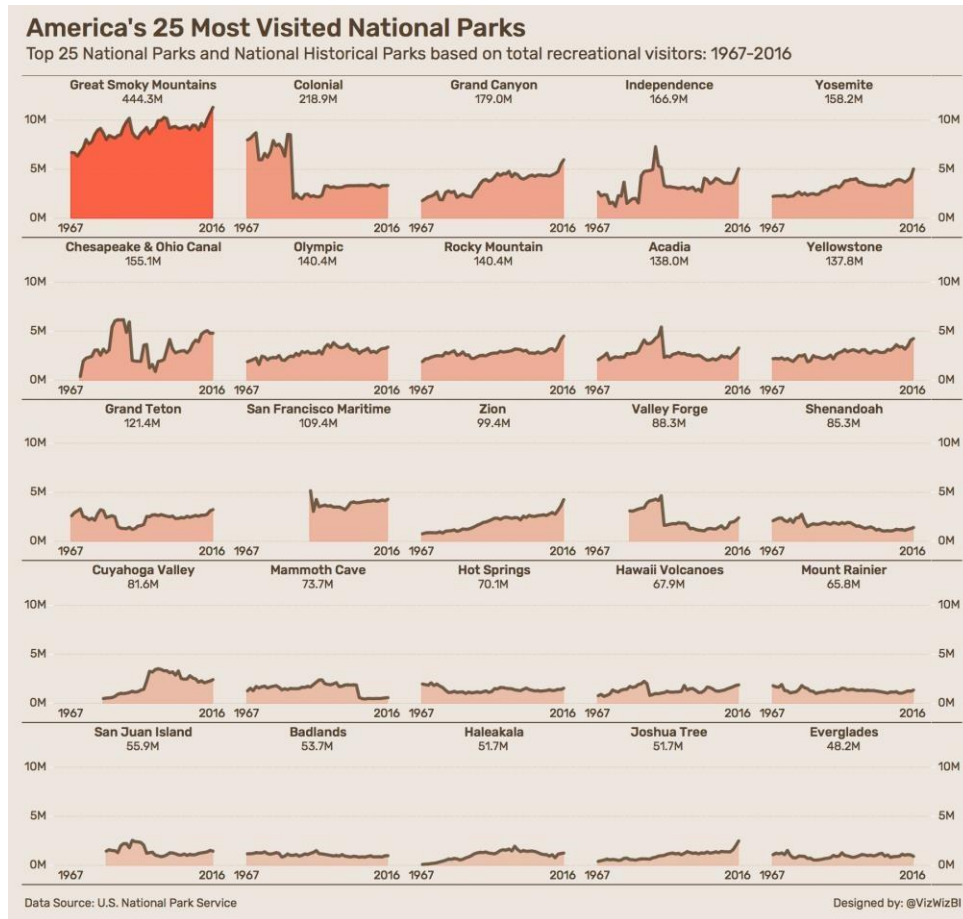 America's 25 Most Visited National Parks
Top 25 National Parks and National Historical Parks based on total recreational visitors: 1967-2016
Great Smoky Mountains Colonial Grand Canyon Independence Yosemite
444.3M 218.9M 179.0M 166.9M 158.2M
10M 10M
5M 5M
0M 0M
1967 2016 1967 2016 1967 2016 1967 2016 1967 2016
Chesapeake & Ohio Canal Olympic Rocky Mountain Acadia Yellowstone
155.1M 140.4M 140.4M 138.0M 137.8M
10M 10M
5M 5M
0M 0M
1967 2016 1967 2016 1967 2016 1967 2016 1967 2016
Grand Teton San Francisco Maritime Zion Valley Forge Shenandoah
121.4M 109.4M 99.4M 88.3M 85.3M
10M 10M
5M 5M
0M 0M
1967 2016 1967 2016 1967 2016 1967 2016 1967 2016
Cuyahoga Valley Mammoth Cave Hot Springs Hawaii Volcanoes Mount Rainier
81.6M 73.7M 70.1M 67.9M 65.8M
10M 10M
5M 5M
0M 0M
1967 2016 1967 2016 1967 2016 1967 2016 1967 2016
San Juan Island Badlands Haleakala Joshua Tree Everglades
55.9M 53.7M 51.7M 51.7M 48.2M
10M 10M
5M 5M
0M 0M
1967 2016 1967 2016 1967 2016 1967 2016 1967 2016
Data Source: U.S. National Park Service Designed by: @VizWizBI